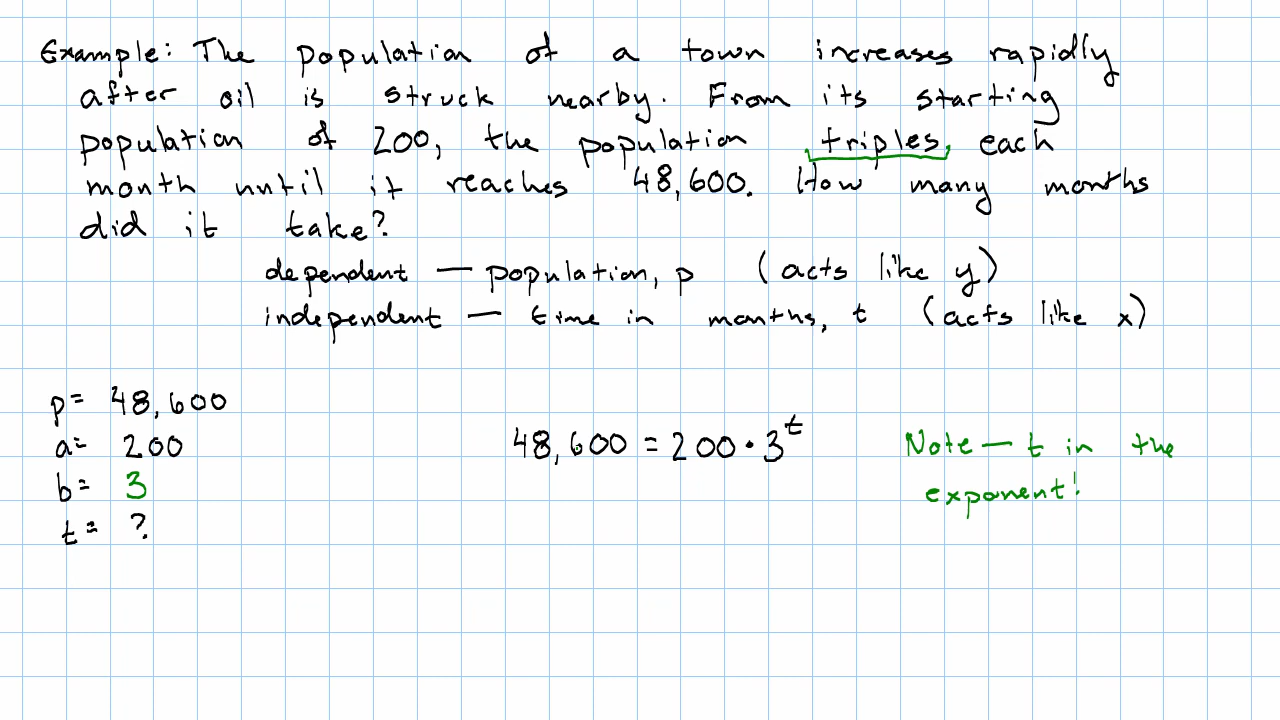 Example: The population of a town increases rapidly
after oil is struck nearby. From its starting
population of 200, the population triples each
month until it reaches 48,600. How many months
did it take?
dependent — population, p (acts like y)
independent — time in months, t (acts like x)
p = 48,600
a = 200
b = 3
t = ?
48,600 = 200 · 3^t
Note — t in the
exponent!